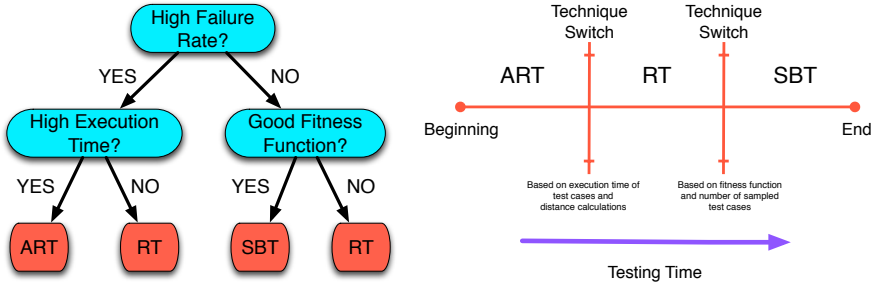 High Failure
Rate?
YES
NO
High Execution
Time?
Good Fitness
Function?
YES
NO
YES
NO
ART
RT
SBT
RT
Technique
Switch
Technique
Switch
ART
RT
SBT
Beginning
End
Based on execution time of
test cases and
distance calculations
Based on fitness function
and number of sampled
test cases
Testing Time